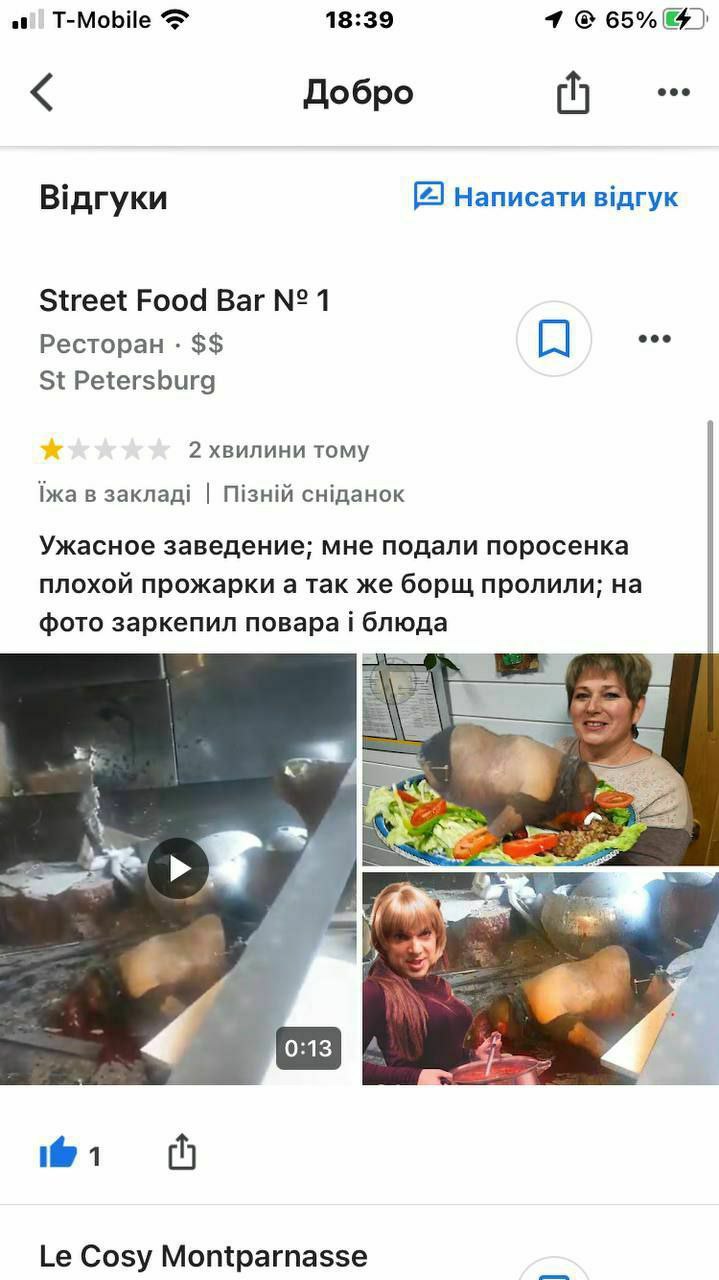 T-Mobile
18:39
65%
Добро
Відгуки
Написати відгук
Street Food Bar № 1
Ресторан · $$
St Petersburg
2 хвилини тому
Їжа в закладі | Пізній сніданок
Ужасное заведение; мне подали поросенка
плохой прожарки а так же борщ пролили; на
фото заркепил повара і блюда
0:13
1
Le Cosy Montparnasse